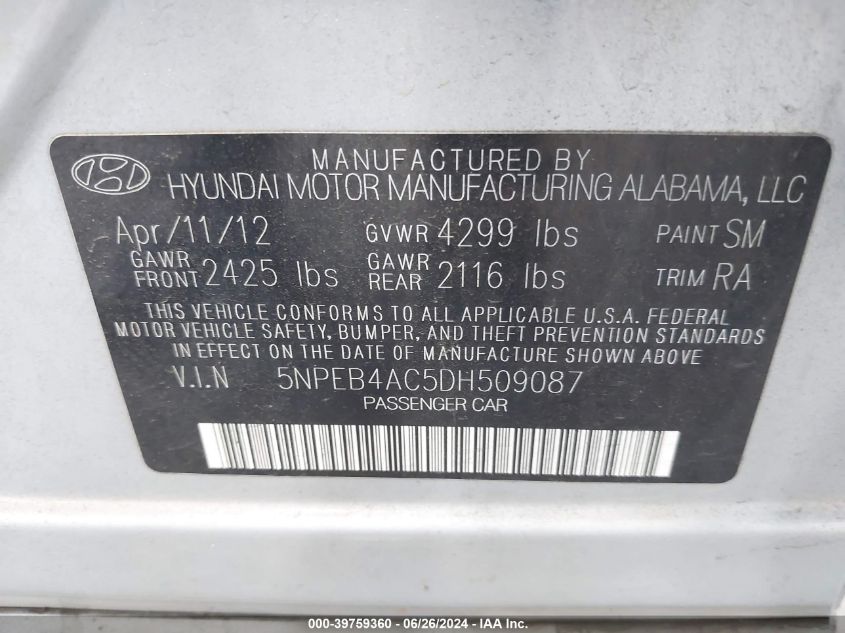 MANUFACTURED BY
HYUNDAI MOTOR MANUFACTURING ALABAMA, LLC
Apr/11/12 GVWR 4299 lbs PAINT SM
GAWR FRONT 2425 lbs GAWR REAR 2116 lbs TRIM RA
THIS VEHICLE CONFORMS TO ALL APPLICABLE U.S.A. FEDERAL
MOTOR VEHICLE SAFETY, BUMPER, AND THEFT PREVENTION STANDARDS
IN EFFECT ON THE DATE OF MANUFACTURE SHOWN ABOVE
V.I.N 5NPEB4AC5DH509087
PASSENGER CAR
000-39759360 - 06/26/2024 - IAA Inc.